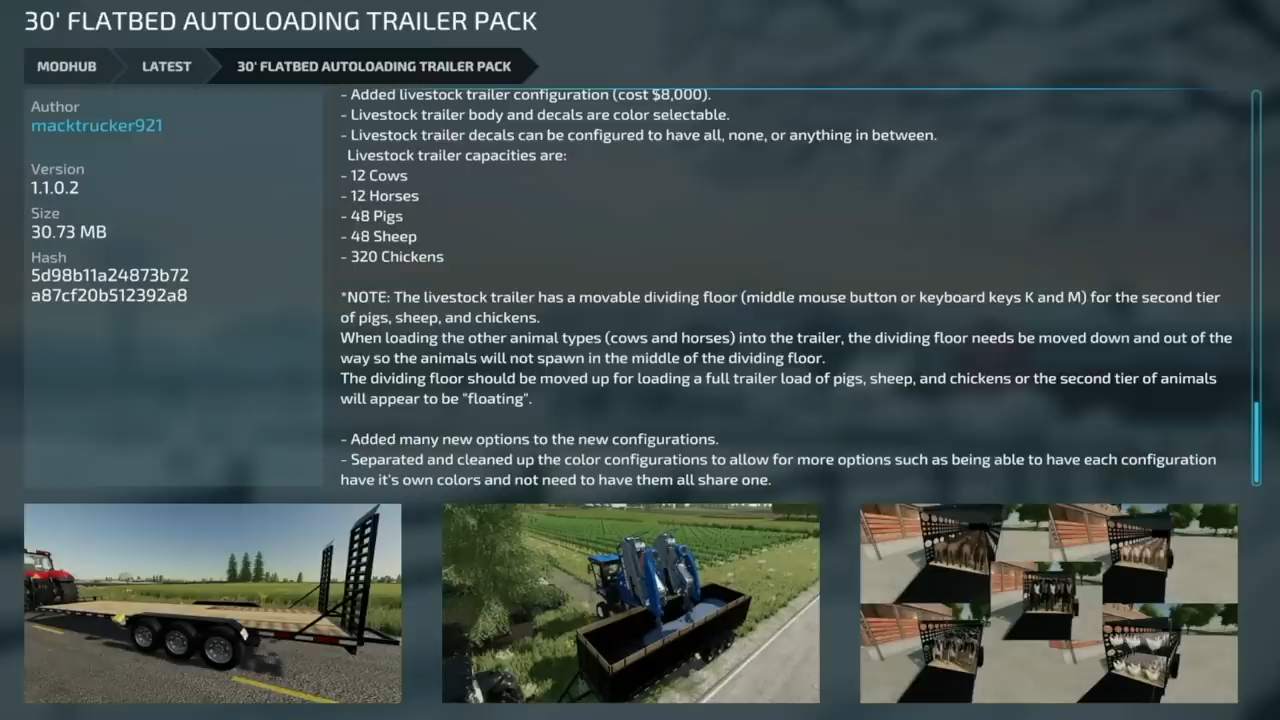 30' FLATBED AUTOLOADING TRAILER PACK
MODHUB
LATEST
30' FLATBED AUTOLOADING TRAILER PACK
Author
macktrucker921
Version
1.1.0.2
Size
30.73 MB
Hash
5d98b11a24873b72
a87cf20b512392a8
- Added livestock trailer configuration (cost $8,000).
- Livestock trailer body and decals are color selectable.
- Livestock trailer decals can be configured to have all, none, or anything in between.
Livestock trailer capacities are:
- 12 Cows
- 12 Horses
- 48 Pigs
- 48 Sheep
- 320 Chickens
*NOTE: The livestock trailer has a movable dividing floor (middle mouse button or keyboard keys K and M) for the second tier
of pigs, sheep, and chickens.
When loading the other animal types (cows and horses) into the trailer, the dividing floor needs be moved down and out of the
way so the animals will not spawn in the middle of the dividing floor.
The dividing floor should be moved up for loading a full trailer load of pigs, sheep, and chickens or the second tier of animals
will appear to be "floating".
- Added many new options to the new configurations.
- Separated and cleaned up the color configurations to allow for more options such as being able to have each configuration
have it's own colors and not need to have them all share one.